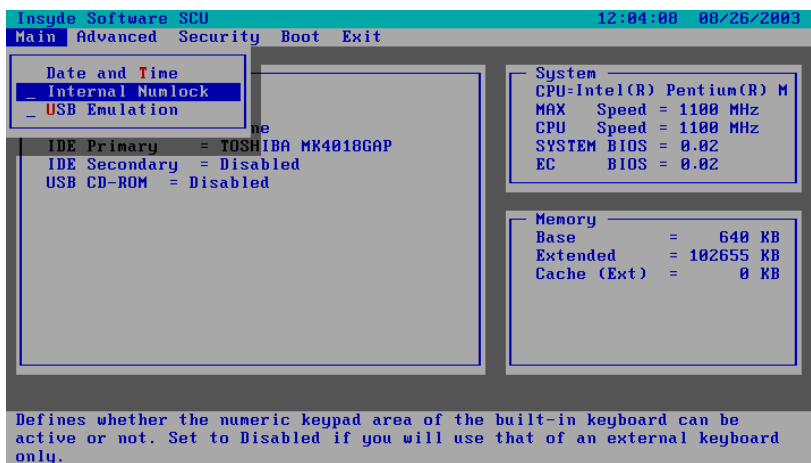 Insyde Software SCU 12:04:08 08/26/2003
Main Advanced Security Boot Exit
Date and Time
_ Internal Numlock
_ USB Emulation
ne
IDE Primary = TOSHIBA MK4018GAP
IDE Secondary = Disabled
USB CD-ROM = Disabled
System
CPU=Intel(R) Pentium(R) M
MAX Speed = 1100 MHz
CPU Speed = 1100 MHz
SYSTEM BIOS = 0.02
EC BIOS = 0.02
Memory
Base = 640 KB
Extended = 102655 KB
Cache (Ext) = 0 KB
Defines whether the numeric keypad area of the built-in keyboard can be
active or not. Set to Disabled if you will use that of an external keyboard
only.